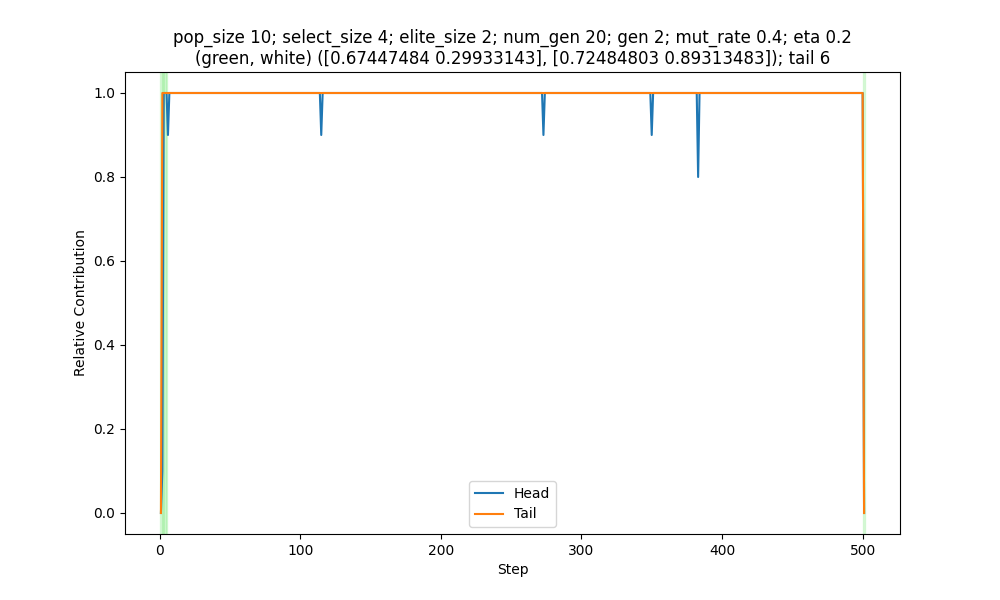 pop_size 10; select_size 4; elite_size 2; num_gen 20; gen 2; mut_rate 0.4; eta 0.2
(green, white) ([0.67447484 0.29933143], [0.72484803 0.89313483]); tail 6
Relative Contribution
1.0
0.8
0.6
0.4
0.2
0.0
Head
Tail
0
100
200
300
400
500
Step